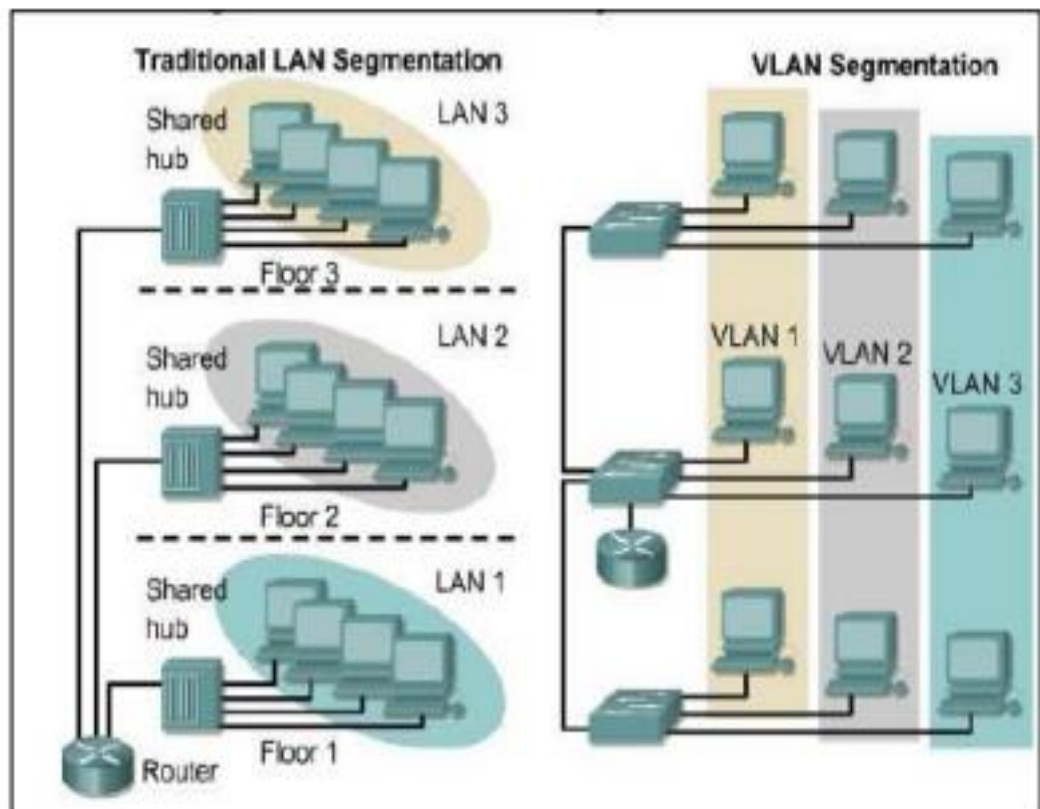 Traditional LAN Segmentation
LAN 3
Shared
hub
Floor 3
LAN 2
Shared
hub
Floor 2
LAN 1
Shared
hub
Floor 1
Router
VLAN Segmentation
VLAN 1
VLAN 2
VLAN 3